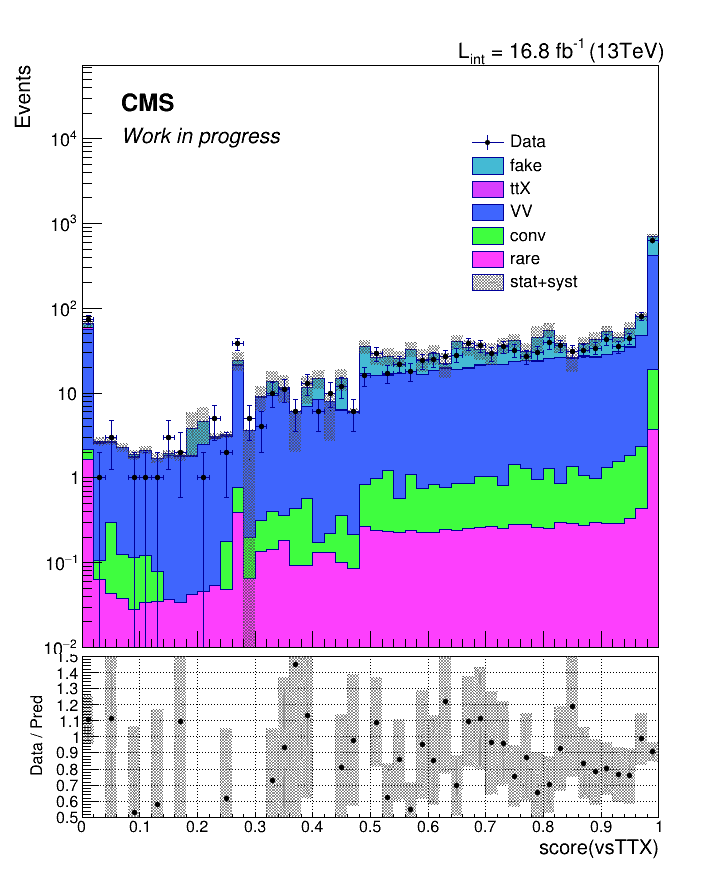 L_int = 16.8 fb^-1 (13TeV)
Events
CMS
Work in progress
Data
fake
ttX
VV
conv
rare
stat+syst
10^4
10^3
10^2
10
1
10^-1
10^-2
Data / Pred
1.5
1.4
1.3
1.2
1.1
1
0.9
0.8
0.7
0.6
0.5
0 0.1 0.2 0.3 0.4 0.5 0.6 0.7 0.8 0.9 1
score(vsTTX)